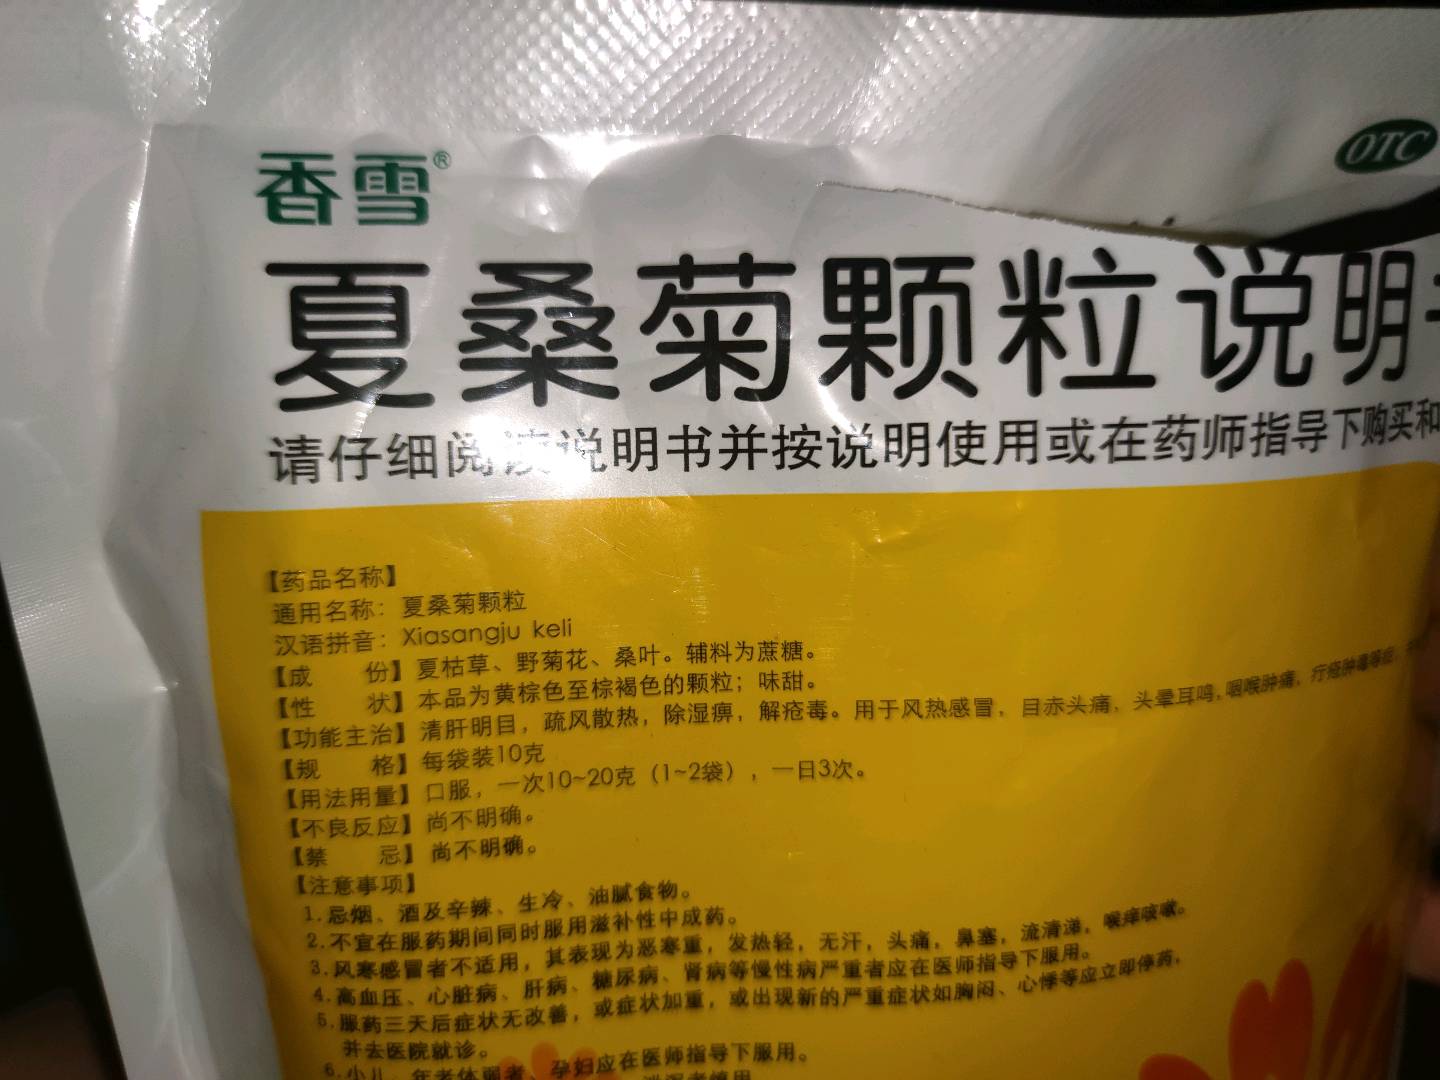 香雪®
OTC
夏桑菊颗粒说明
请仔细阅读说明书并按说明使用或在药师指导下购买和
【药品名称】
通用名称：夏桑菊颗粒
汉语拼音：Xiasangju keli
【成　　份】夏枯草、野菊花、桑叶。辅料为蔗糖。
【性　　状】本品为黄棕色至棕褐色的颗粒；味甜。
【功能主治】清肝明目，疏风散热，除湿痹，解疮毒。用于风热感冒，目赤头痛，头晕耳鸣，咽喉肿痛，疔疮肿毒等症，
【规　　格】每袋装10克
【用法用量】口服，一次10~20克（1~2袋），一日3次。
【不良反应】尚不明确。
【禁　　忌】尚不明确。
【注意事项】
1.忌烟、酒及辛辣、生冷、油腻食物。
2.不宜在服药期间同时服用滋补性中成药。
3.风寒感冒者不适用，其表现为恶寒重，发热轻，无汗，头痛，鼻塞，流清涕，喉痒咳嗽。
4.高血压、心脏病、肝病、糖尿病、肾病等慢性病严重者应在医师指导下服用。
5.服药三天后症状无改善，或症状加重，或出现新的严重症状如胸闷、心悸等应立即停药，
并去医院就诊。
6.小儿、年老体弱者、孕妇应在医师指导下服用。